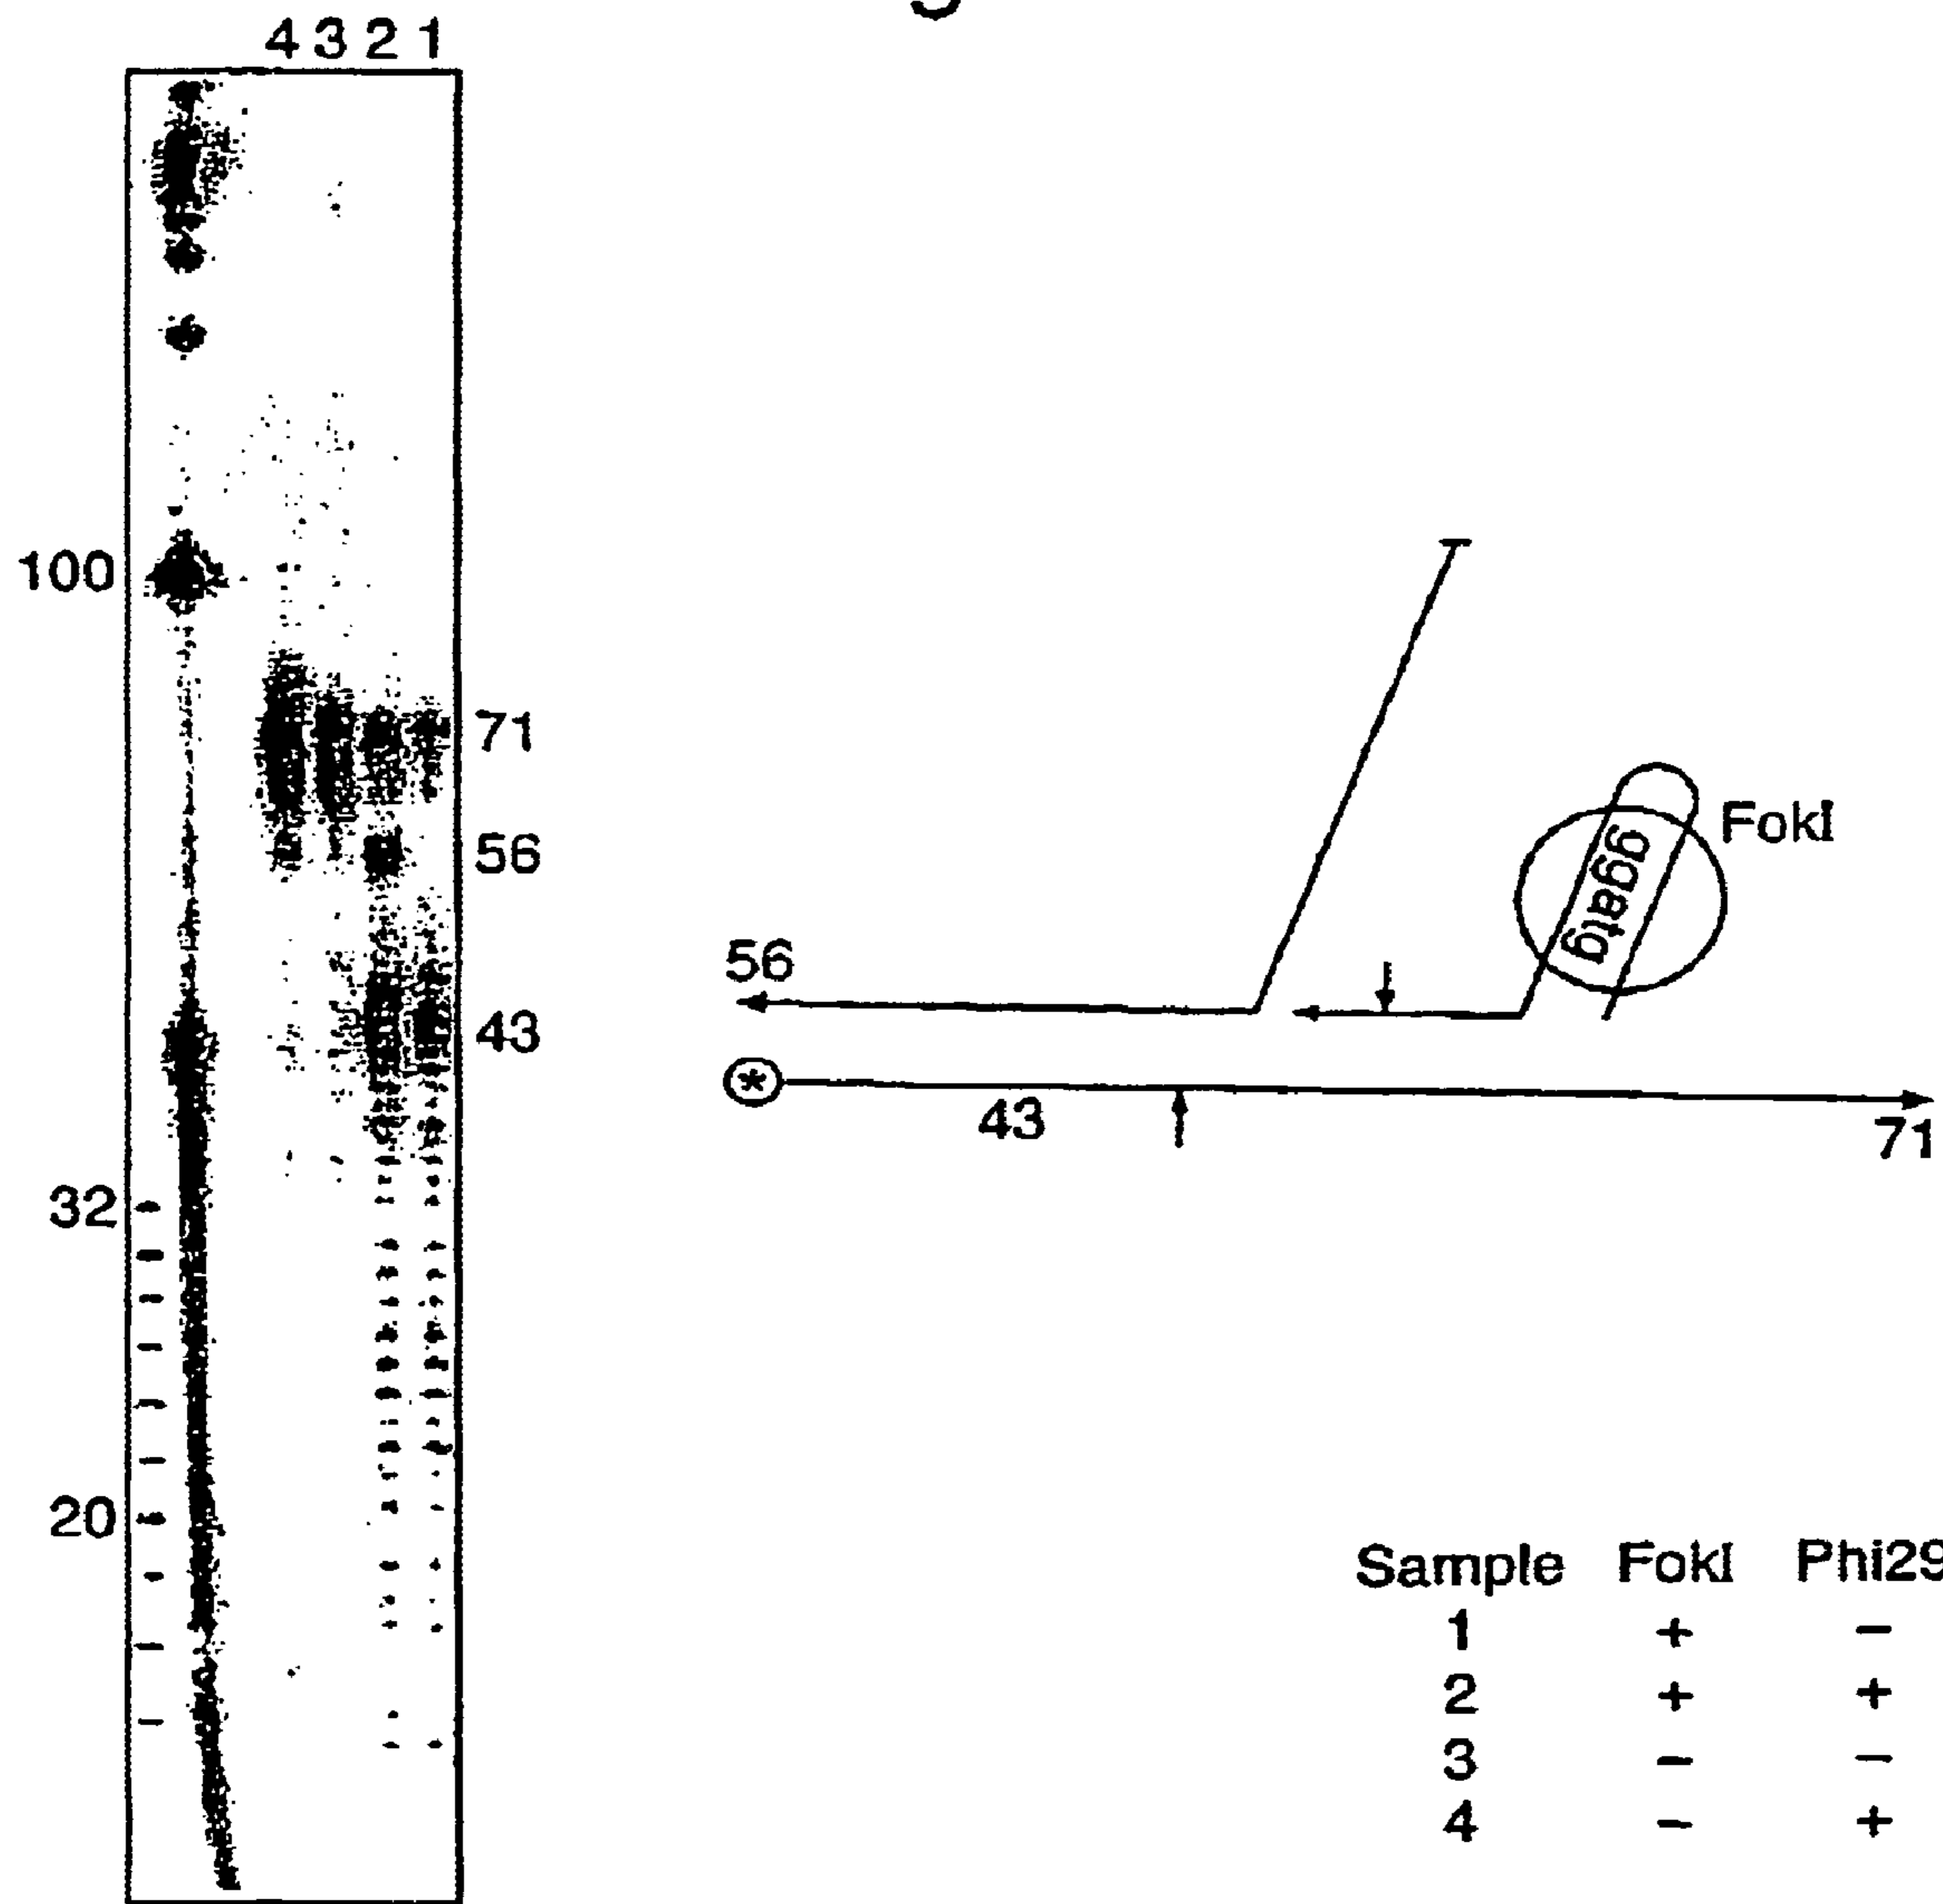 4 3 2 1
100
71
56
43
32
20
FokI
ggatg
56
43
71
Sample FokI Phi29
1 + -
2 + +
3 - -
4 - +